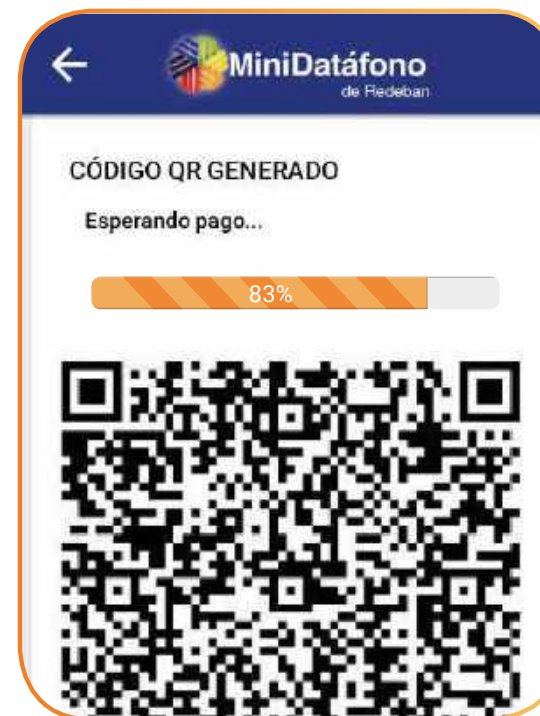 MiniDatáfono
de Redeban
CÓDIGO QR GENERADO
Esperando pago...
83%